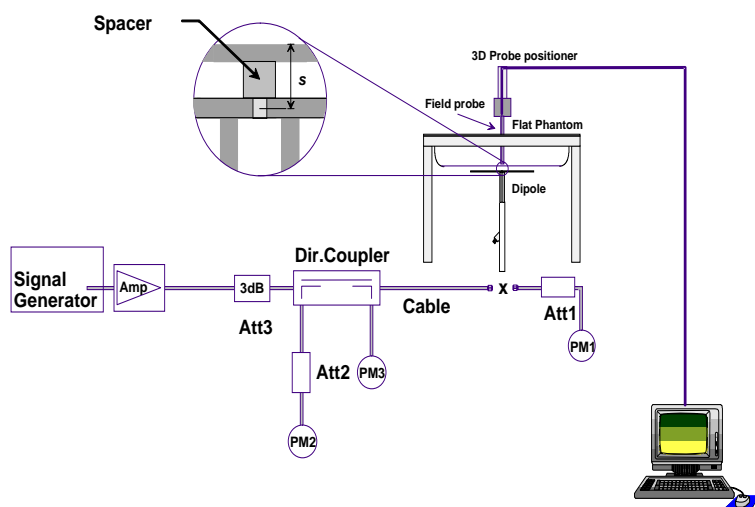 Spacer
s
3D Probe positioner
Field probe
Flat Phantom
Dipole
Dir.Coupler
Signal
Generator
Amp
3dB
Cable
x
Att1
Att3
PM1
Att2
PM3
PM2